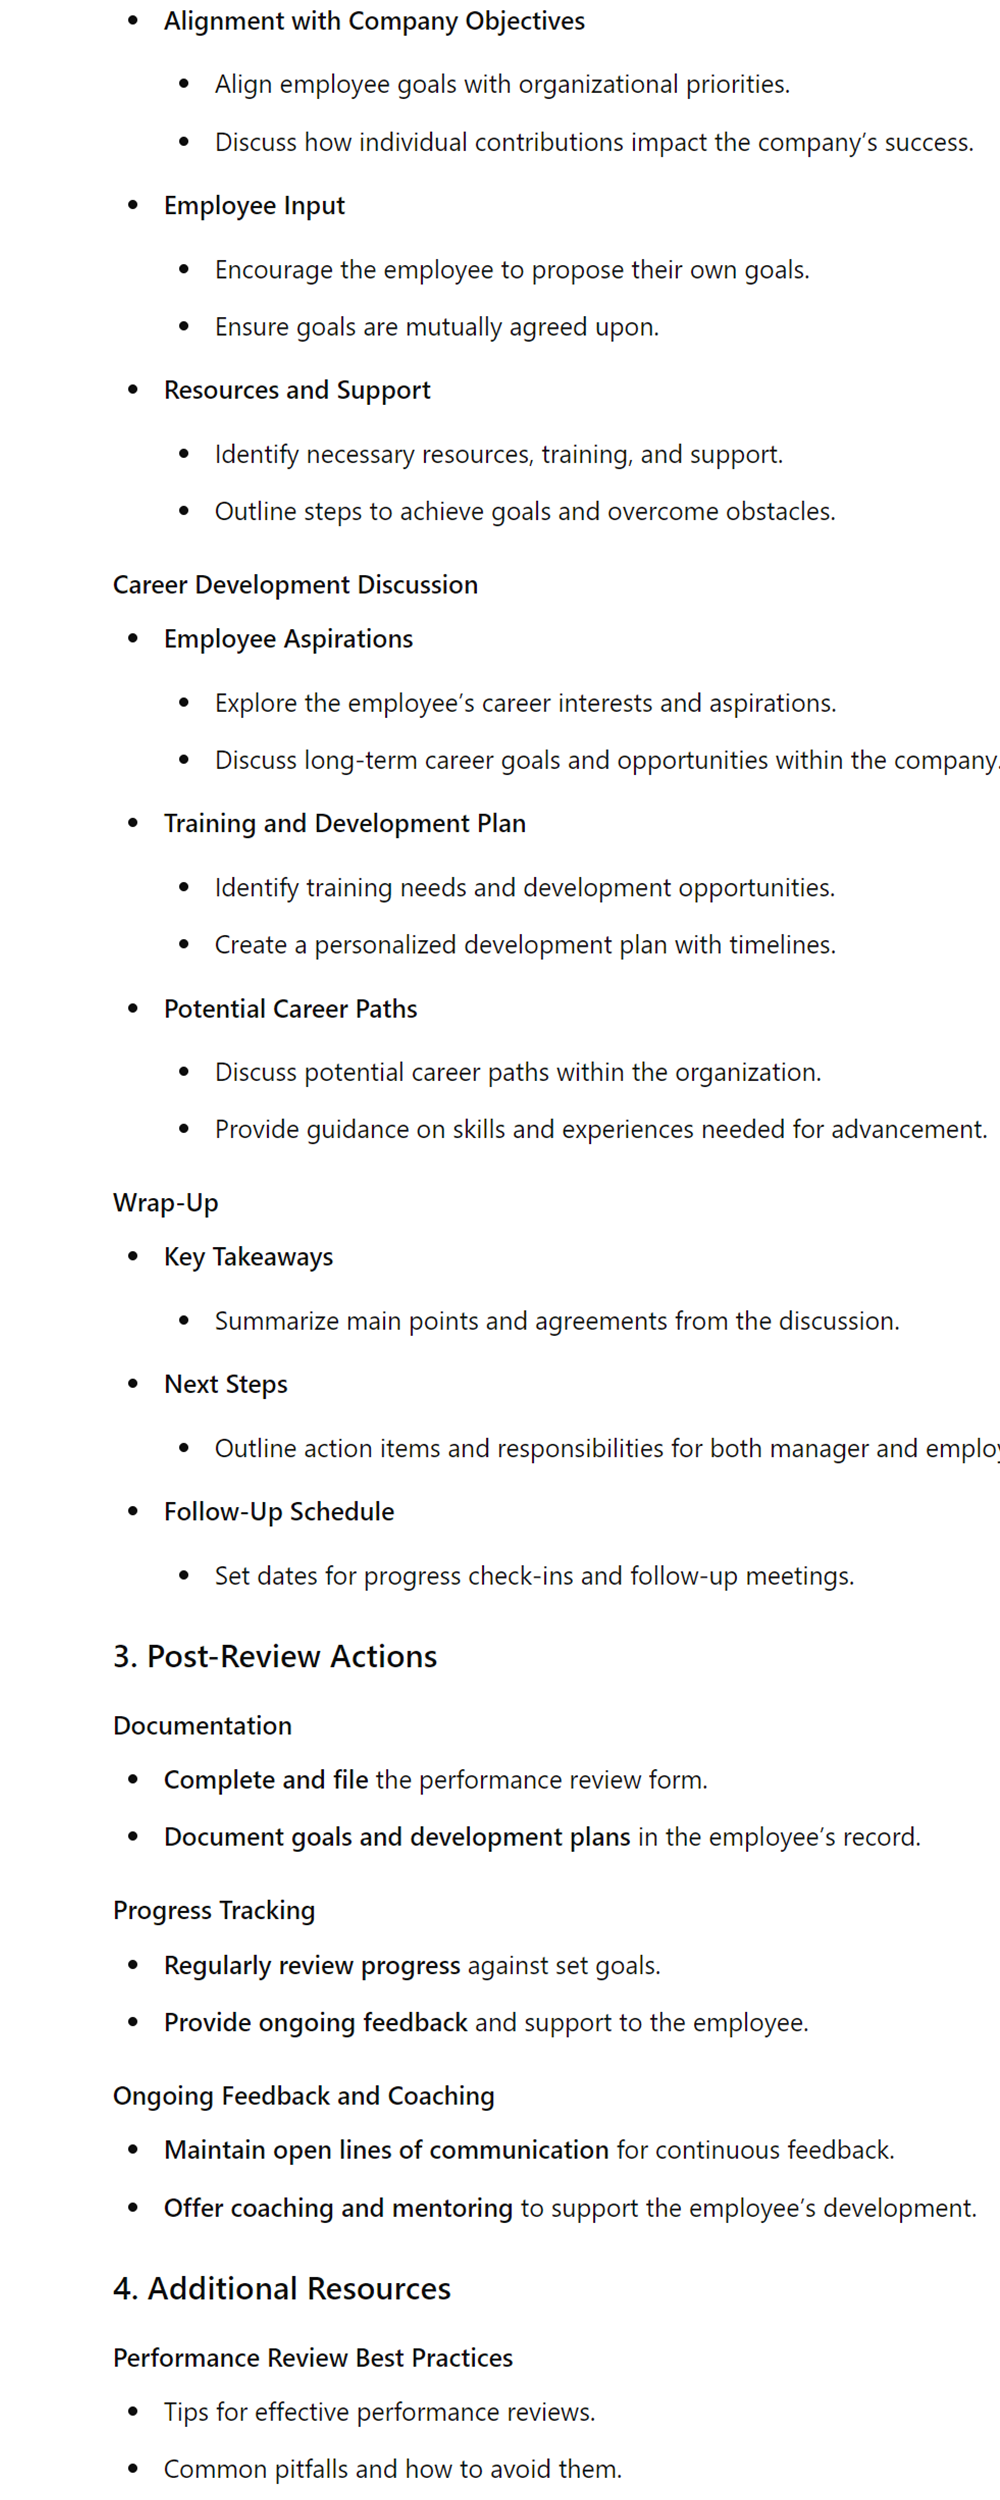 • Alignment with Company Objectives
• Align employee goals with organizational priorities.
• Discuss how individual contributions impact the company’s success.
• Employee Input
• Encourage the employee to propose their own goals.
• Ensure goals are mutually agreed upon.
• Resources and Support
• Identify necessary resources, training, and support.
• Outline steps to achieve goals and overcome obstacles.
Career Development Discussion
• Employee Aspirations
• Explore the employee’s career interests and aspirations.
• Discuss long-term career goals and opportunities within the company.
• Training and Development Plan
• Identify training needs and development opportunities.
• Create a personalized development plan with timelines.
• Potential Career Paths
• Discuss potential career paths within the organization.
• Provide guidance on skills and experiences needed for advancement.
Wrap-Up
• Key Takeaways
• Summarize main points and agreements from the discussion.
• Next Steps
• Outline action items and responsibilities for both manager and
• Follow-Up Schedule
• Set dates for progress check-ins and follow-up meetings.
3. Post-Review Actions
Documentation
• Complete and file the performance review form.
• Document goals and development plans in the employee’s record.
Progress Tracking
• Regularly review progress against set goals.
• Provide ongoing feedback and support to the employee.
Ongoing Feedback and Coaching
• Maintain open lines of communication for continuous feedback.
• Offer coaching and mentoring to support the employee’s development.
4. Additional Resources
Performance Review Best Practices
• Tips for effective performance reviews.
• Common pitfalls and how to avoid them.